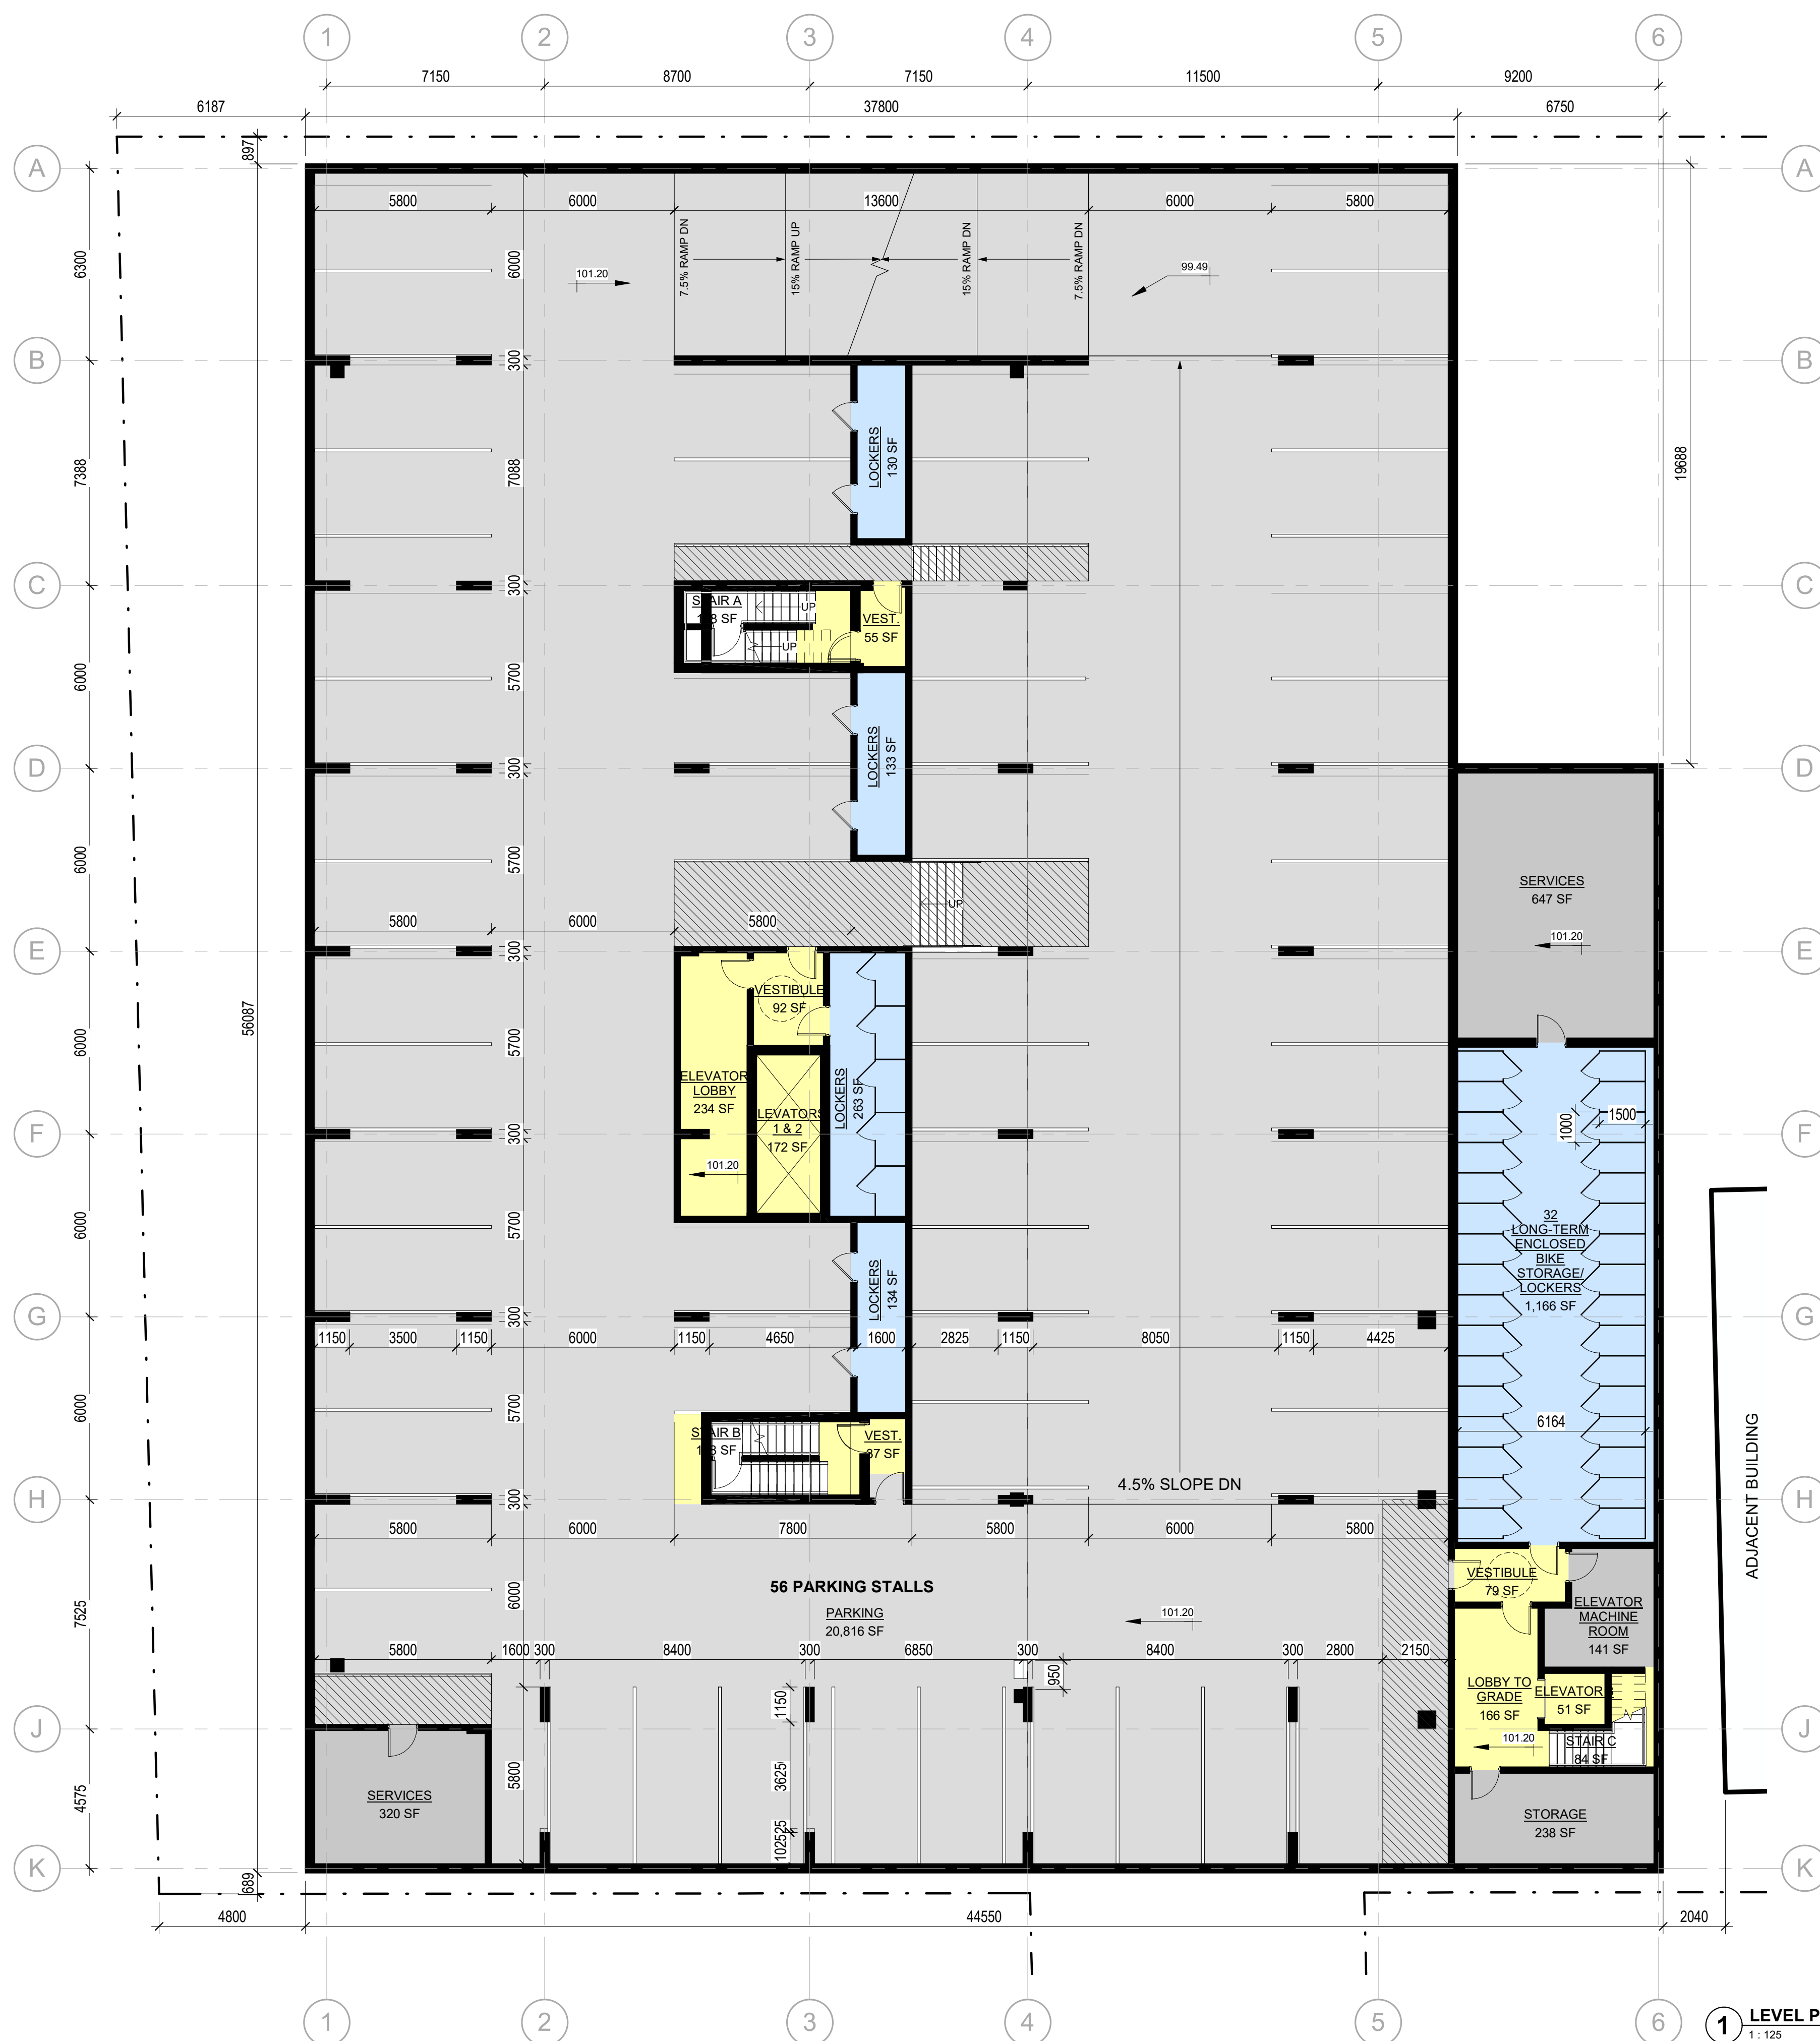 1
2
3
4
5
6
7150
8700
7150
11500
9200
6187
37800
6750
897
A
A
5800
6000
13600
6000
5800
6300
6000
7.5% RAMP DN
15% RAMP UP
15% RAMP DN
7.5% RAMP DN
101.20
99.49
B
300
B
7388
7088
LOCKERS
130 SF
19688
C
300
C
STAIR A
UP
VEST.
55 SF
UP
6000
5700
LOCKERS
133 SF
D
300
D
6000
5700
SERVICES
647 SF
UP
5800
6000
5800
101.20
E
300
E
VESTIBULE
92 SF
56087
6000
5700
ELEVATOR
LOBBY
234 SF
LOCKERS
263 SF
1 & 2
172 SF
1000
1500
F
300
F
101.20
6000
5700
32
LONG-TERM
ENCLOSED
BIKE
STORAGE/
LOCKERS
1,166 SF
LOCKERS
134 SF
G
300
G
1150
3500
1150
6000
1150
4650
1600
2825
1150
8050
1150
4425
6000
5700
6164
STAIR B
VEST.
4.5% SLOPE DN
ADJACENT BUILDING
H
300
H
5800
6000
7800
5800
6000
5800
7525
6000
56 PARKING STALLS
PARKING
20,816 SF
101.20
VESTIBULE
79 SF
ELEVATOR
MACHINE
ROOM
141 SF
5800
1600
300
8400
300
6850
300
8400
300
2800
2150
950
1150
LOBBY TO
GRADE
166 SF
ELEVATOR
51 SF
J
J
101.20
STAIR C
84 SF
4575
5800
3625
SERVICES
320 SF
STORAGE
238 SF
102525
K
K
689
4800
44550
2040
1
2
3
4
5
6
1
LEVEL P
1 : 125